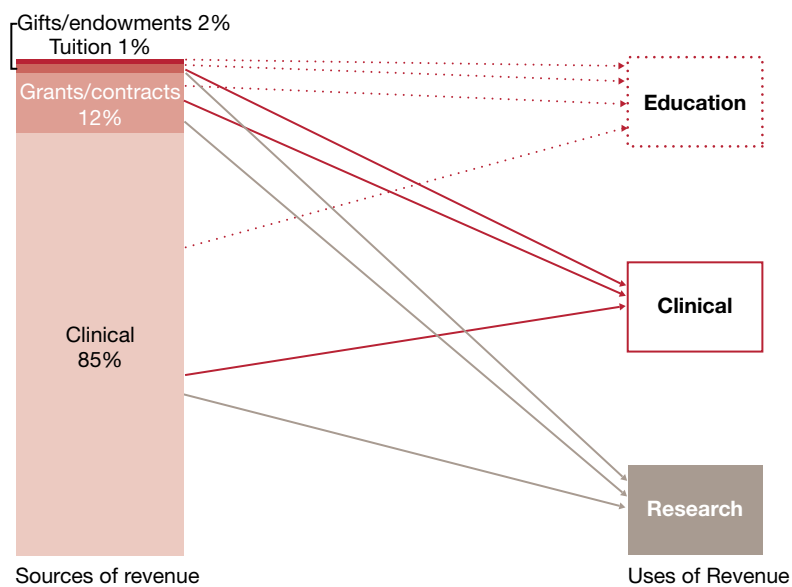 Gifts/endowments 2%
Tuition 1%
Grants/contracts
12%
Clinical
85%
Sources of revenue
Education
Clinical
Research
Uses of Revenue